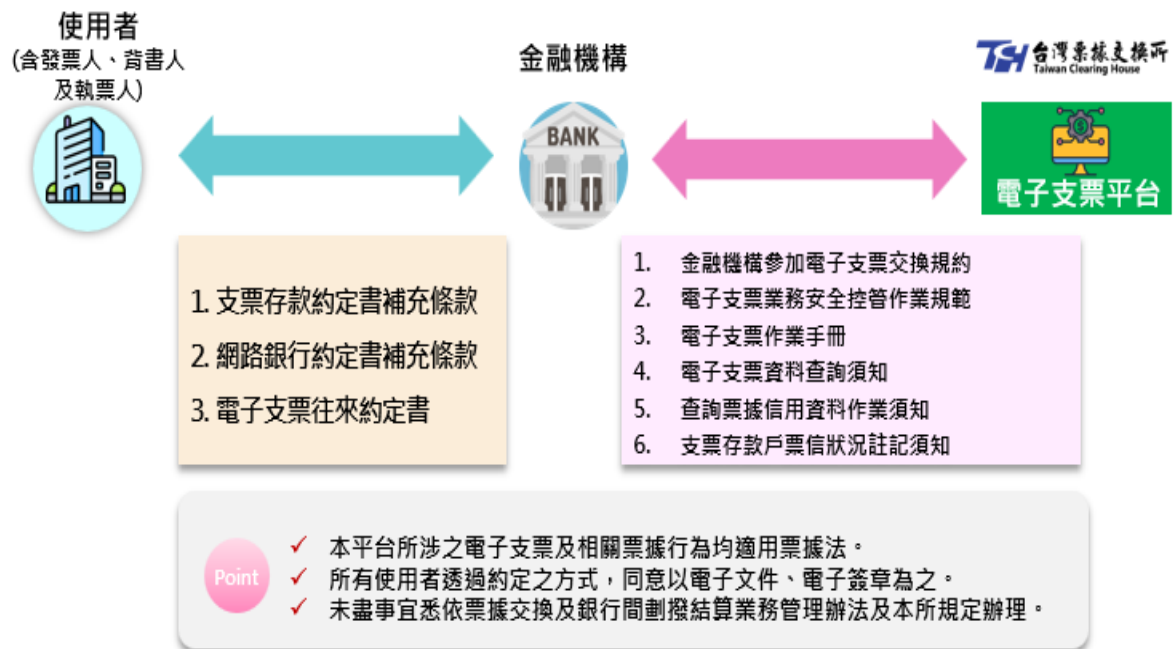 使用者
(含發票人、背書人
及執票人)
金融機構
TCH 台灣票據交換所
Taiwan Clearing House
BANK
電子支票平台
1. 支票存款約定書補充條款
2. 網路銀行約定書補充條款
3. 電子支票往來約定書
1. 金融機構參加電子支票交換規約
2. 電子支票業務安全控管作業規範
3. 電子支票作業手冊
4. 電子支票資料查詢須知
5. 查詢票據信用資料作業須知
6. 支票存款戶票信狀況註記須知
Point
✓ 本平台所涉之電子支票及相關票據行為均適用票據法。
✓ 所有使用者透過約定之方式，同意以電子文件、電子簽章為之。
✓ 未盡事宜悉依票據交換及銀行間劃撥結算業務管理辦法及本所規定辦理。